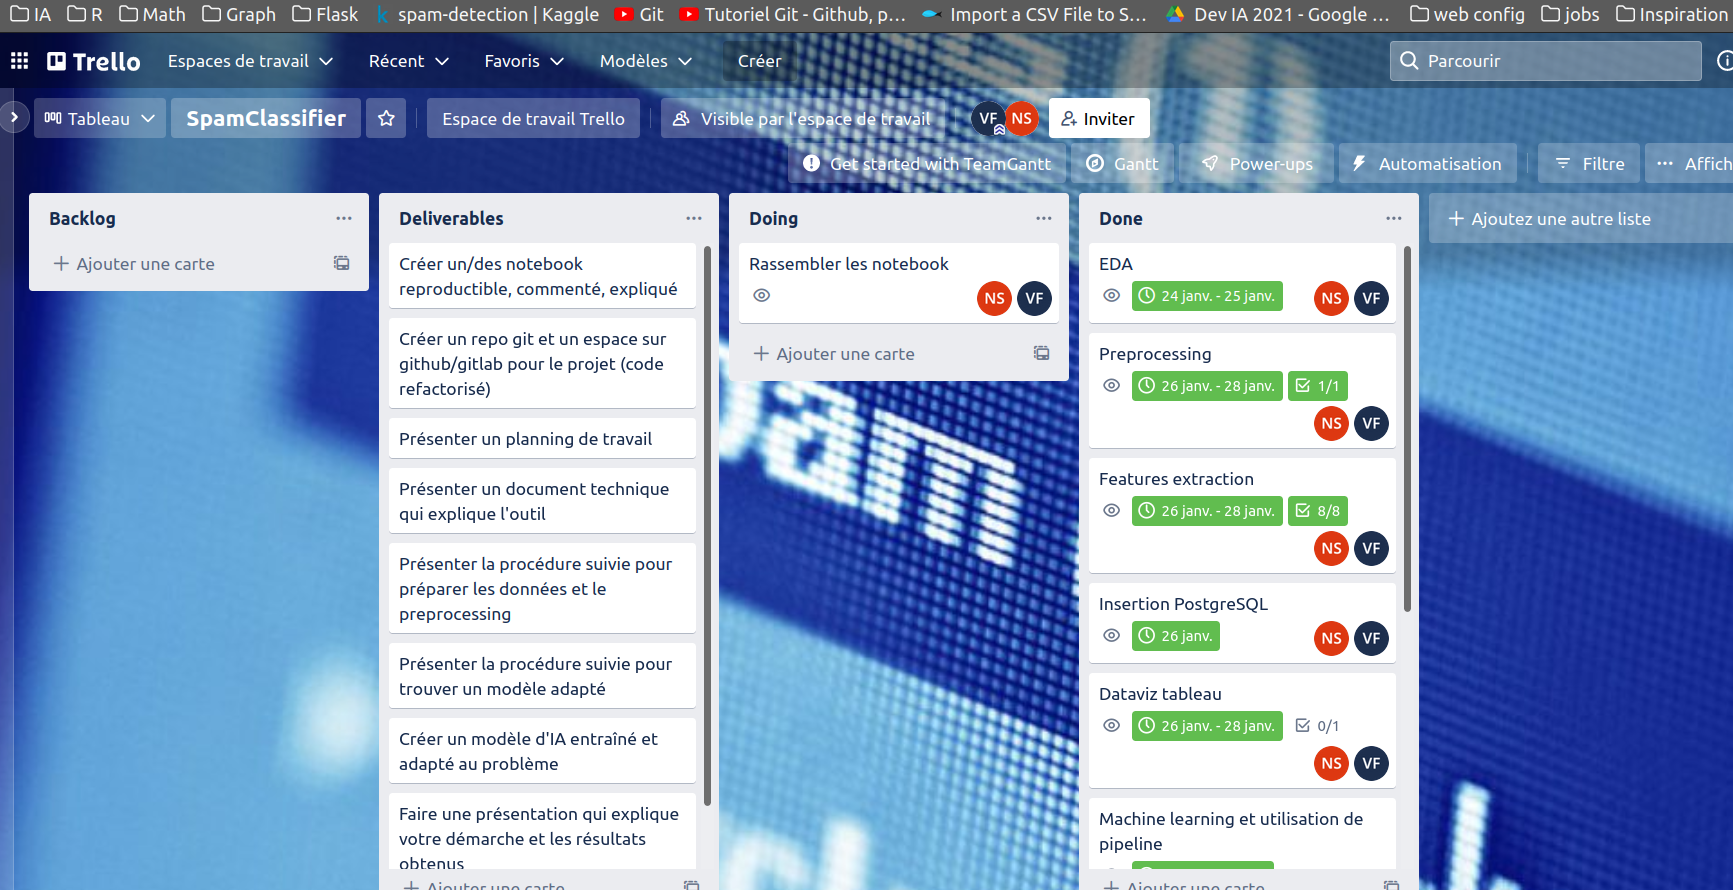 IA R Math Graph Flask spam-detection | Kaggle Git Tutoriel Git - Github, p... Import a CSV File to S... Dev IA 2021 - Google ... web config jobs Inspiration
Trello Espaces de travail Récent Favoris Modèles Créer Parcourir
Tableau SpamClassifier Espace de travail Trello Visible par l'espace de travail VF NS Inviter
Get started with TeamGantt Gantt Power-ups Automatisation Filtre ... Affich
Backlog
Ajouter une carte
Deliverables
Créer un/des notebook
reproductible, commenté, expliqué
Créer un repo git et un espace sur
github/gitlab pour le projet (code
refactorisé)
Présenter un planning de travail
Présenter un document technique
qui explique l'outil
Présenter la procédure suivie pour
préparer les données et le
preprocessing
Présenter la procédure suivie pour
trouver un modèle adapté
Créer un modèle d'IA entraîné et
adapté au problème
Faire une présentation qui explique
votre démarche et les résultats
obtenus
Ajouter une carte
Doing
Rassembler les notebook
NS VF
Ajouter une carte
Done
EDA
24 janv. - 25 janv. NS VF
Preprocessing
26 janv. - 28 janv. 1/1
NS VF
Features extraction
26 janv. - 28 janv. 8/8
NS VF
Insertion PostgreSQL
26 janv. NS VF
Dataviz tableau
26 janv. - 28 janv. 0/1
NS VF
Machine learning et utilisation de
pipeline
Ajouter une carte
Ajoutez une autre liste